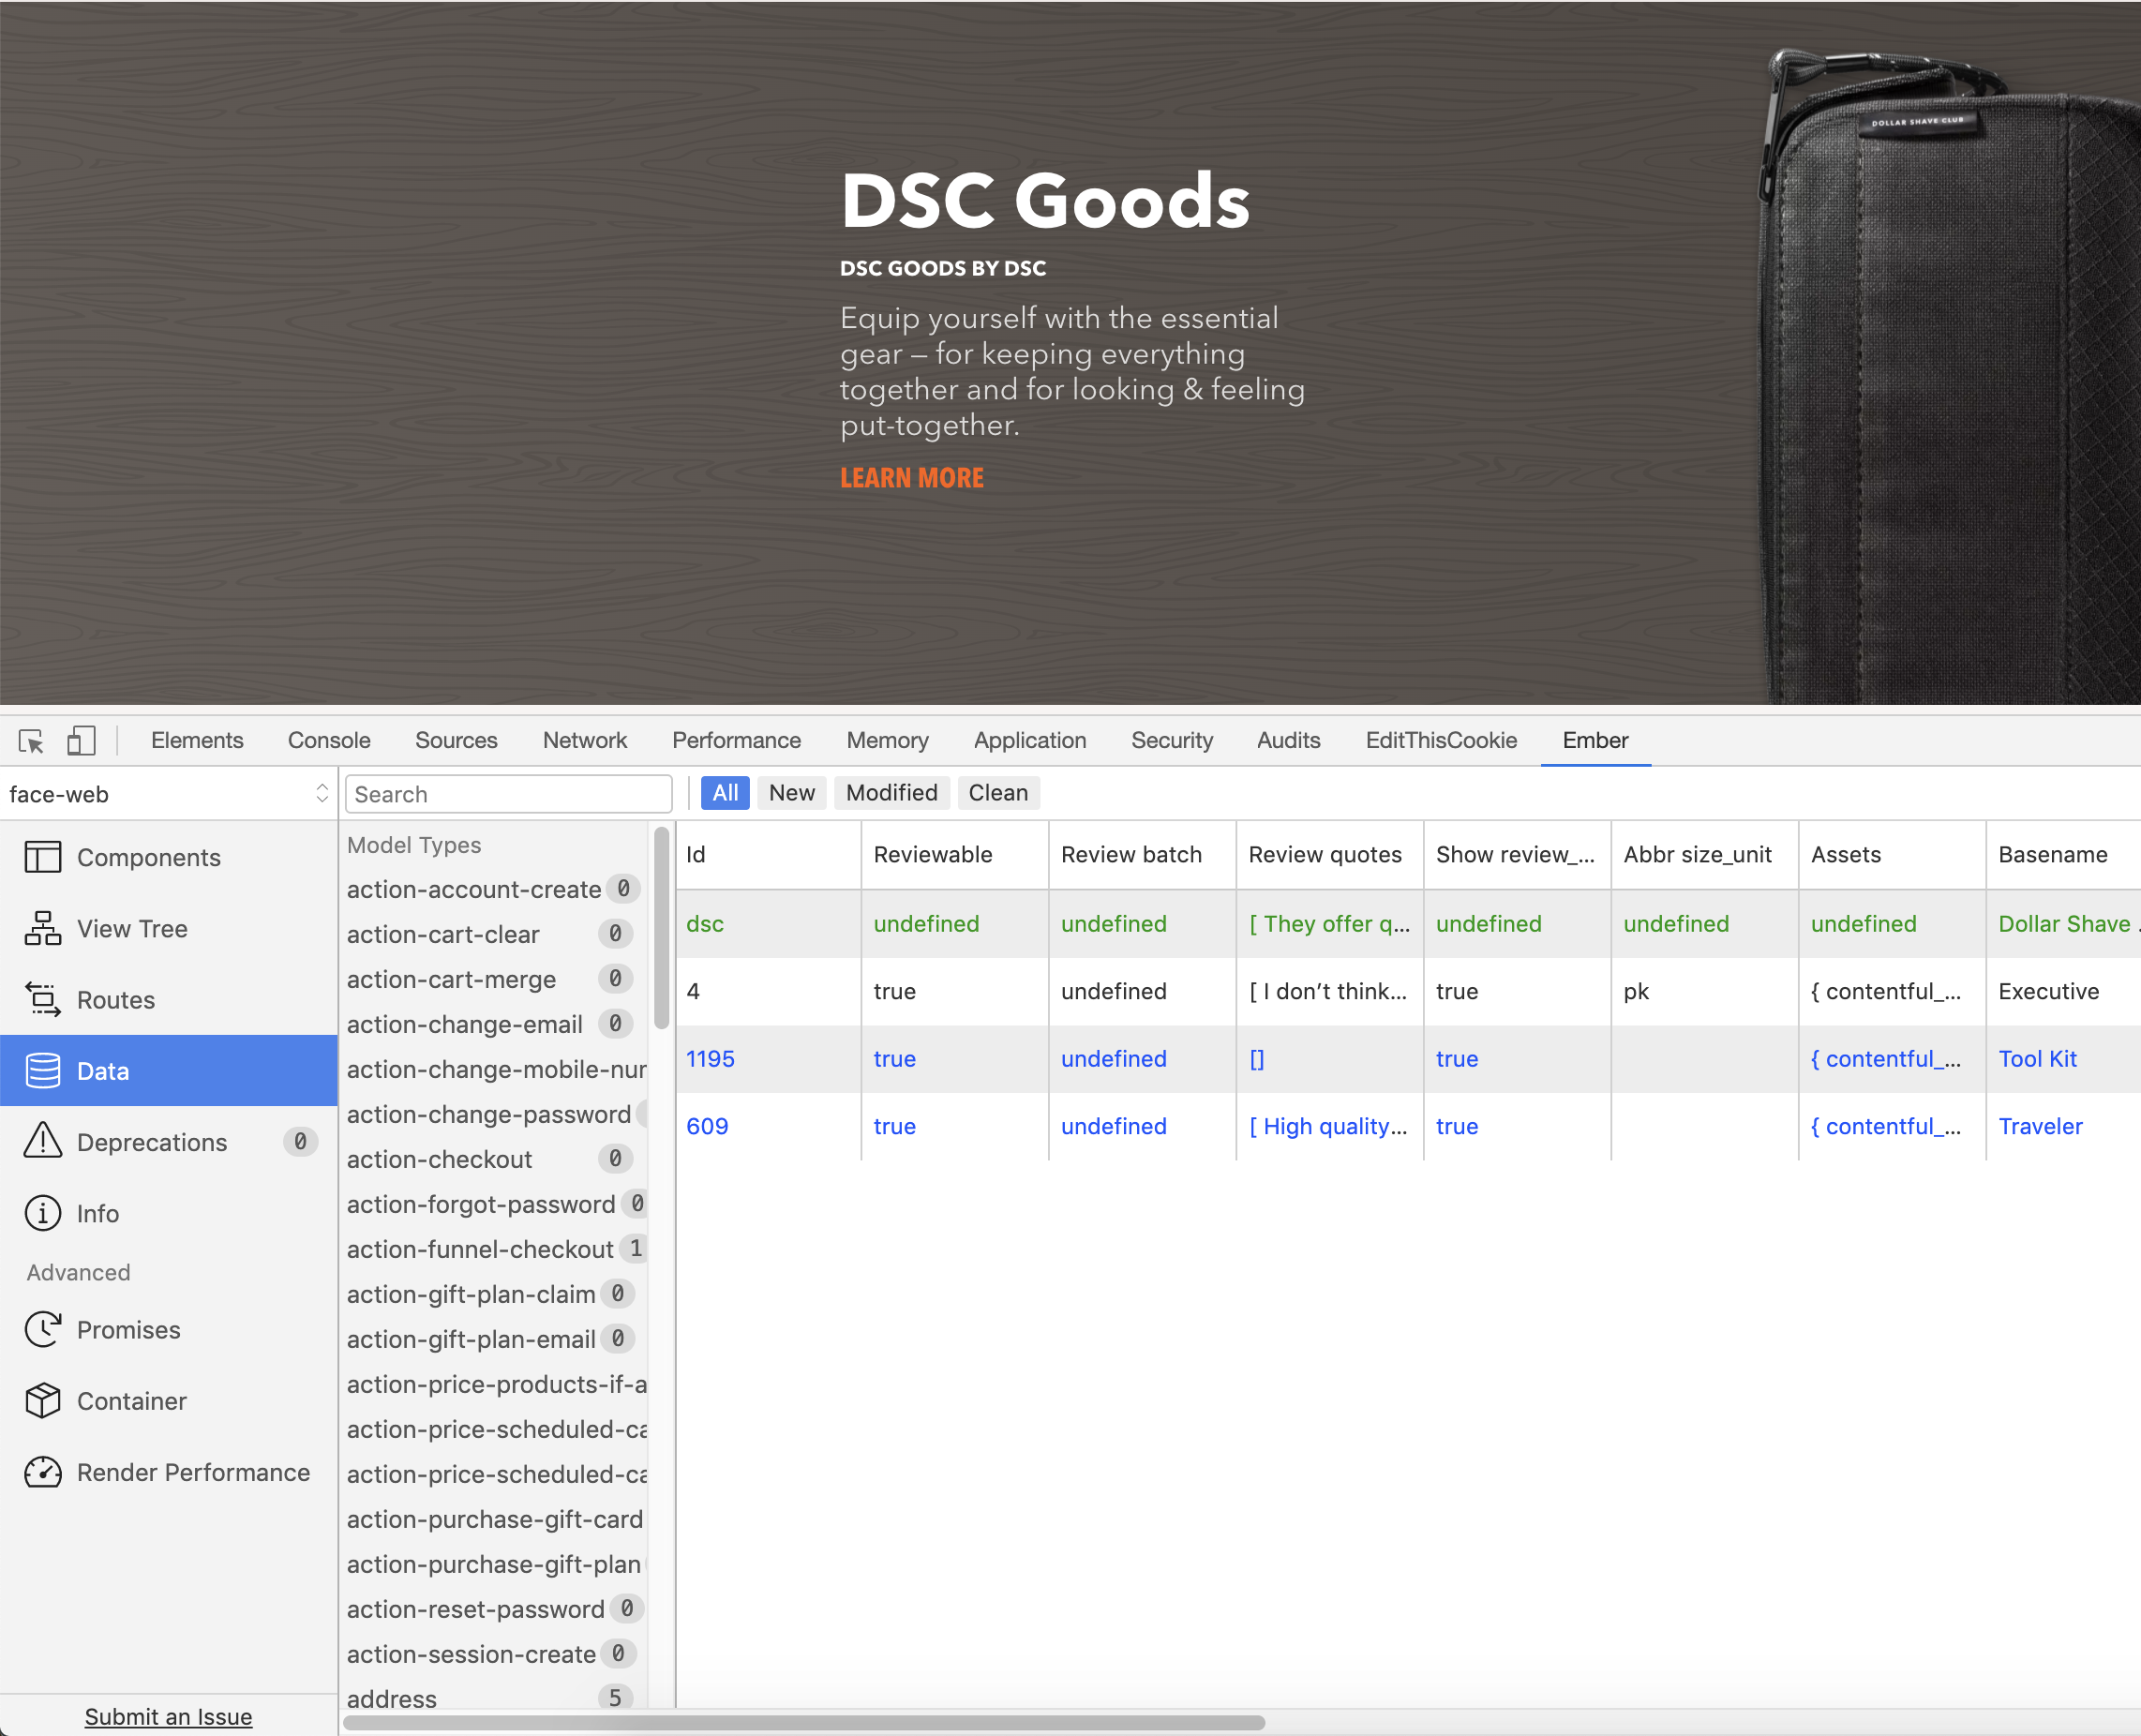 DOLLAR SHAVE CLUB
DSC Goods
DSC GOODS BY DSC
Equip yourself with the essential
gear – for keeping everything
together and for looking & feeling
put-together.
LEARN MORE
Elements Console Sources Network Performance Memory Application Security Audits EditThisCookie Ember
face-web
Search
All New Modified Clean
Components
View Tree
Routes
Data
Deprecations 0
Info
Advanced
Promises
Container
Render Performance
Submit an Issue
Model Types
action-account-create 0
action-cart-clear 0
action-cart-merge 0
action-change-email 0
action-change-mobile-nur
action-change-password
action-checkout 0
action-forgot-password 0
action-funnel-checkout 1
action-gift-plan-claim 0
action-gift-plan-email 0
action-price-products-if-a
action-price-scheduled-ca
action-price-scheduled-ca
action-purchase-gift-card
action-purchase-gift-plan
action-reset-password 0
action-session-create 0
address 5
Id Reviewable Review batch Review quotes Show review_... Abbr size_unit Assets Basename
dsc undefined undefined [ They offer q... undefined undefined undefined Dollar Shave .
4 true undefined [ I don’t think... true pk { contentful_... Executive
1195 true undefined [] true { contentful_... Tool Kit
609 true undefined [ High quality... true { contentful_... Traveler